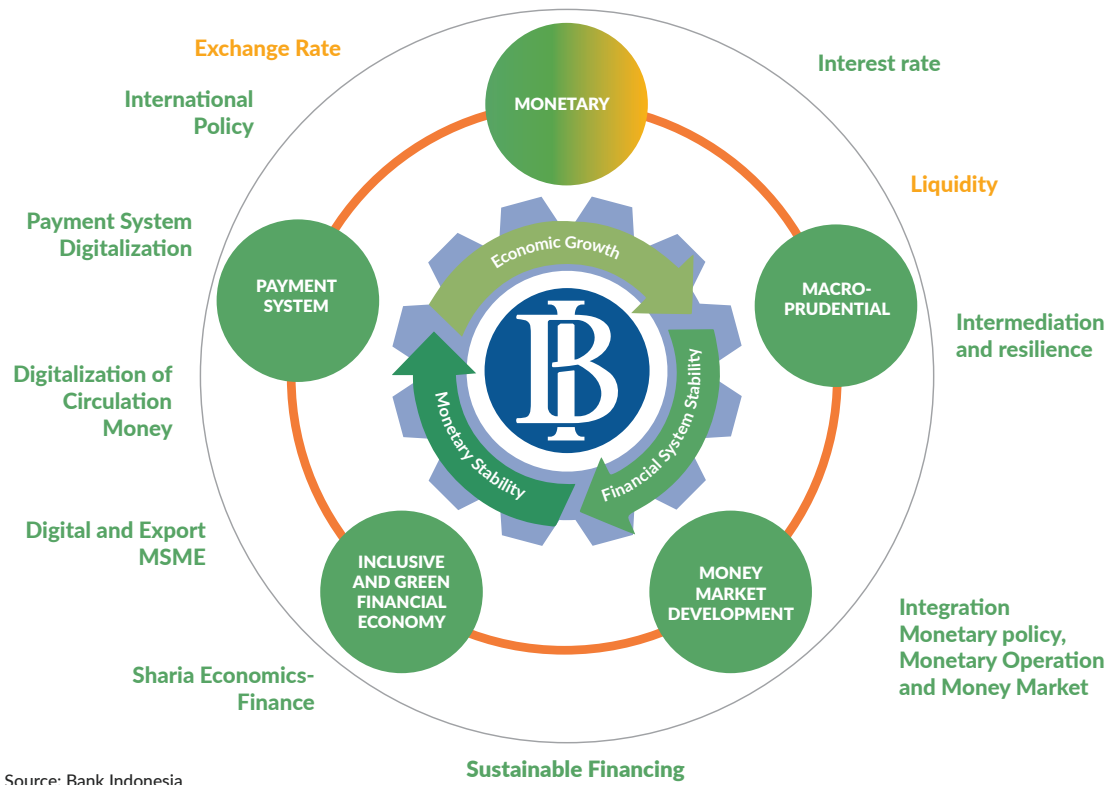 Exchange Rate
Interest rate
International
Policy
MONETARY
Liquidity
Payment System
Digitalization
PAYMENT
SYSTEM
MACRO-
PRUDENTIAL
Intermediation
and resilience
Economic Growth
Financial System Stability
Monetary Stability
BI
Digitalization of
Circulation
Money
Digital and Export
MSME
INCLUSIVE
AND GREEN
FINANCIAL
ECONOMY
MONEY
MARKET
DEVELOPMENT
Integration
Monetary policy,
Monetary Operation
and Money Market
Sharia Economics-
Finance
Sustainable Financing
Source: Bank Indonesia